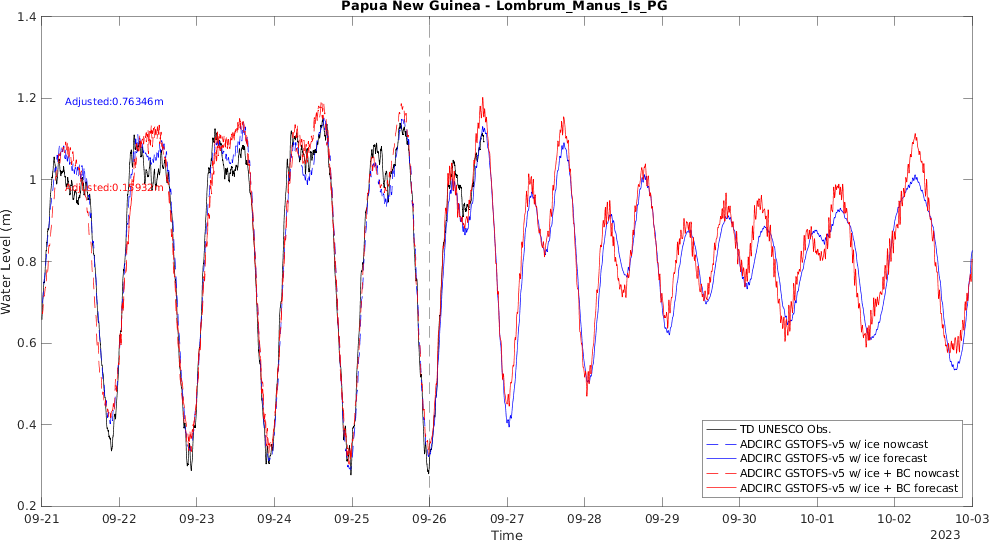 Papua New Guinea - Lombrum_Manus_Is_PG
1.4
1.2
1
0.8
0.6
0.4
0.2
Water Level (m)
Adjusted:0.76346m
TD UNESCO Obs.
ADCIRC GSTOFS-v5 w/ ice nowcast
ADCIRC GSTOFS-v5 w/ ice forecast
ADCIRC GSTOFS-v5 w/ ice + BC nowcast
ADCIRC GSTOFS-v5 w/ ice + BC forecast
09-21 09-22 09-23 09-24 09-25 09-26 09-27 09-28 09-29 09-30 10-01 10-02 10-03
Time
2023